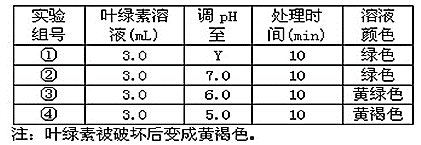 实验组号 叶绿素溶液(mL) 调 pH 至 处理时间(min) 溶液颜色
① 3.0 Y 10 绿色
② 3.0 7.0 10 绿色
③ 3.0 6.0 10 黄绿色
④ 3.0 5.0 10 黄褐色
注：叶绿素被破坏后变成黄褐色。